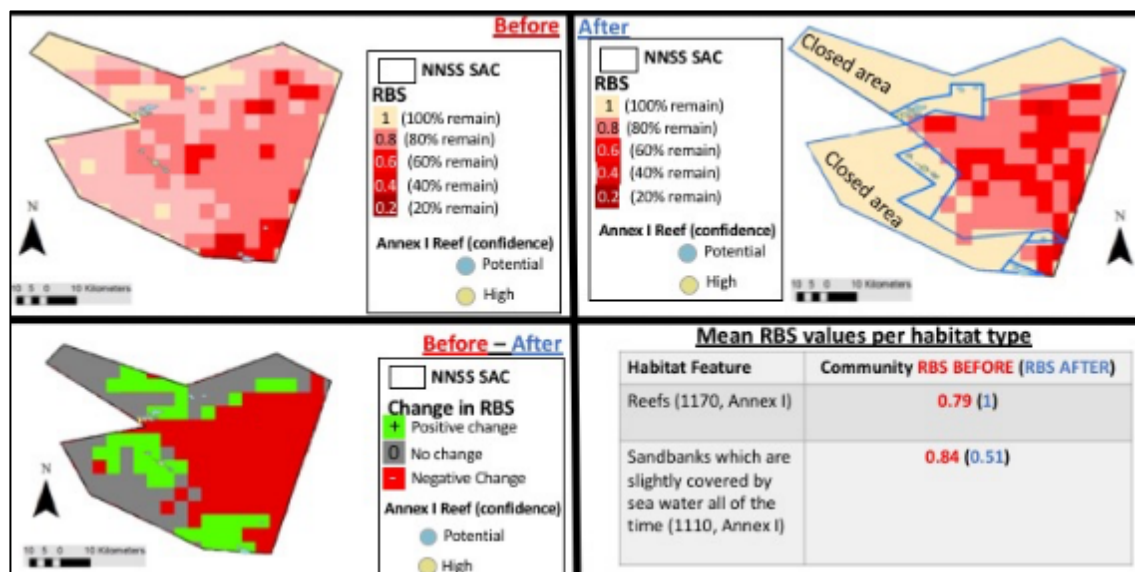 Before
NNSS SAC
RBS
1 (100% remain)
0.8 (80% remain)
0.6 (60% remain)
0.4 (40% remain)
0.2 (20% remain)
Annex I Reef (confidence)
Potential
High
N
10 5 0 10 Kilometers
After
NNSS SAC
RBS
1 (100% remain)
0.8 (80% remain)
0.6 (60% remain)
0.4 (40% remain)
0.2 (20% remain)
Annex I Reef (confidence)
Potential
High
Closed area
Closed area
N
10 5 0 10 Kilometers
Before – After
NNSS SAC
Change in RBS
+ Positive change
0 No change
- Negative Change
Annex I Reef (confidence)
Potential
High
N
10 5 0 10 Kilometers
Mean RBS values per habitat type
Habitat Feature Community RBS BEFORE (RBS AFTER)
Reefs (1170, Annex I) 0.79 (1)
Sandbanks which are 0.84 (0.51)
slightly covered by
sea water all of the
time (1110, Annex I)